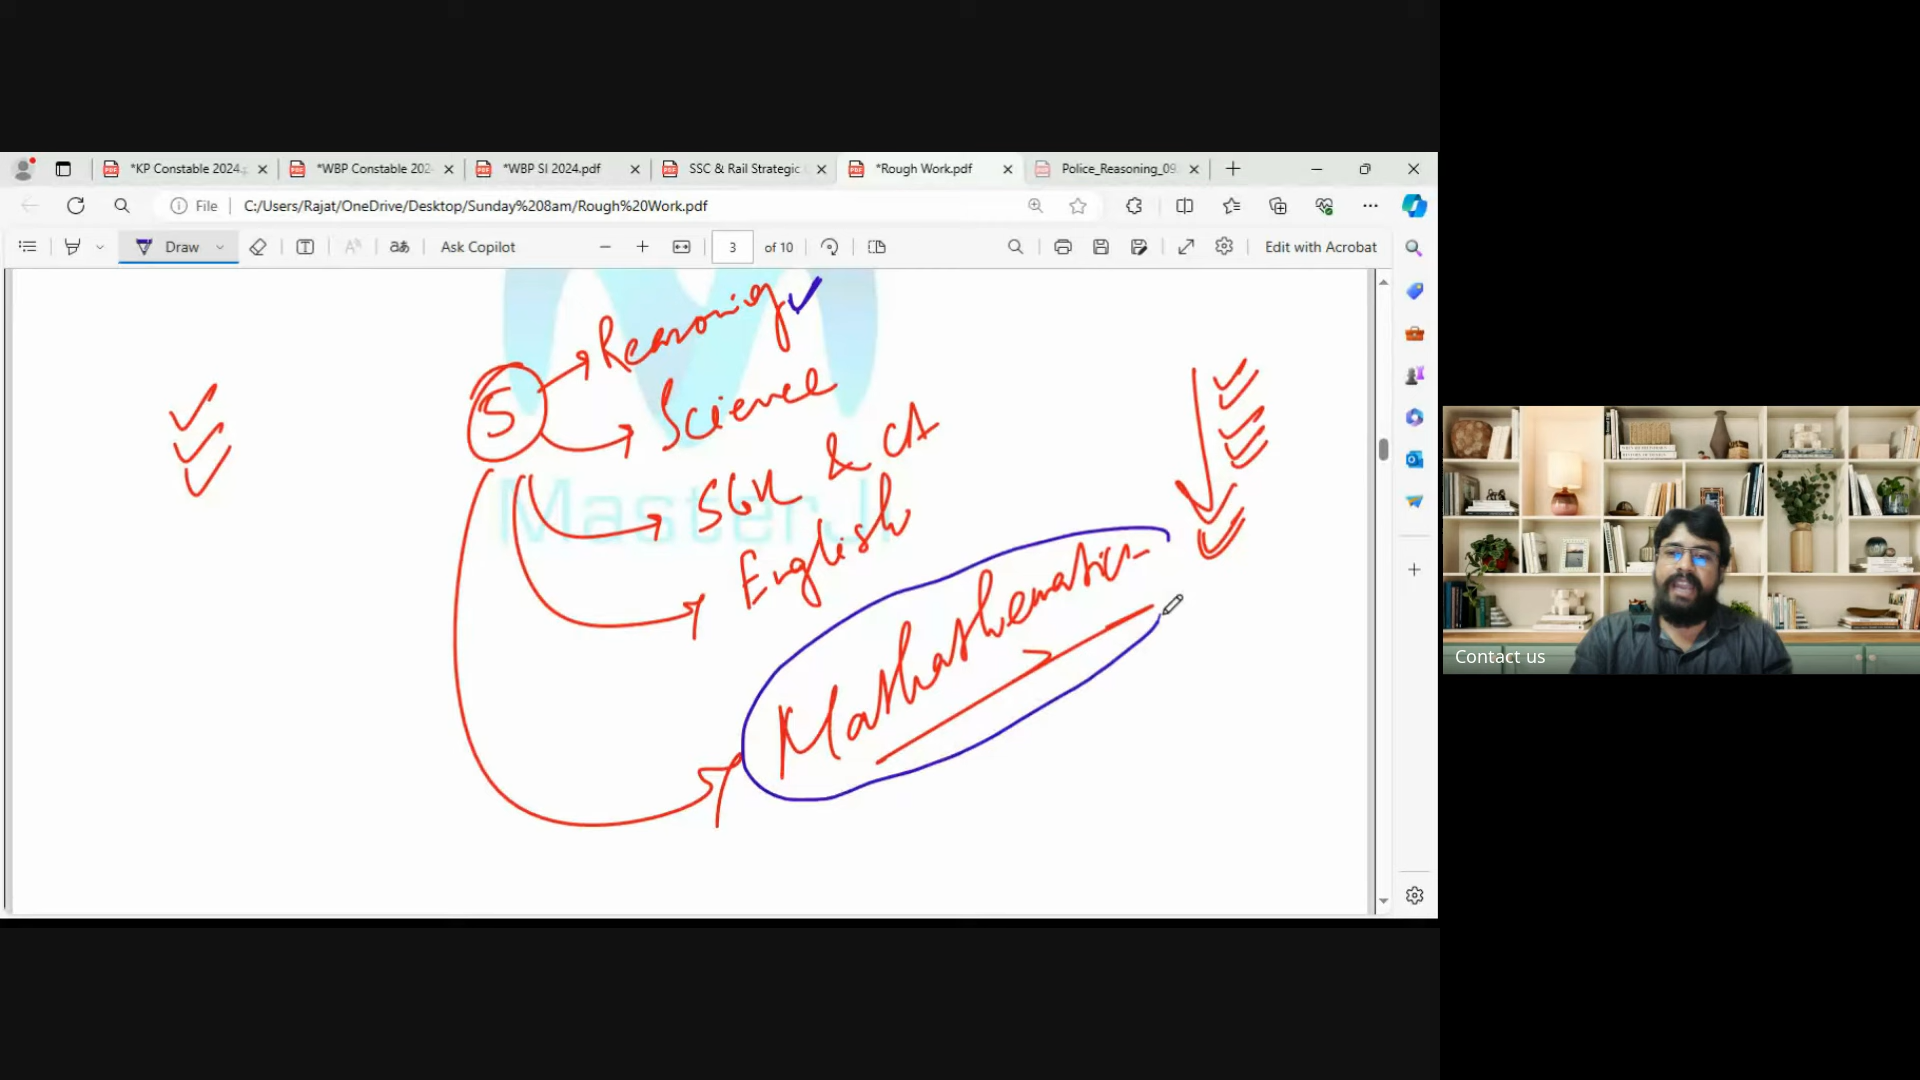 *KP Constable 2024.p
*WBP Constable 202
*WBP SI 2024.pdf
SSC & Rail Strategic
*Rough Work.pdf
Police_Reasoning_09
File
C:/Users/Rajat/OneDrive/Desktop/Sunday%208am/Rough%20Work.pdf
Draw
Ask Copilot
3 of 10
Edit with Acrobat
Reasoning
5
Science
SGK & CA
MasterJi
English
Mathathematics
Contact us